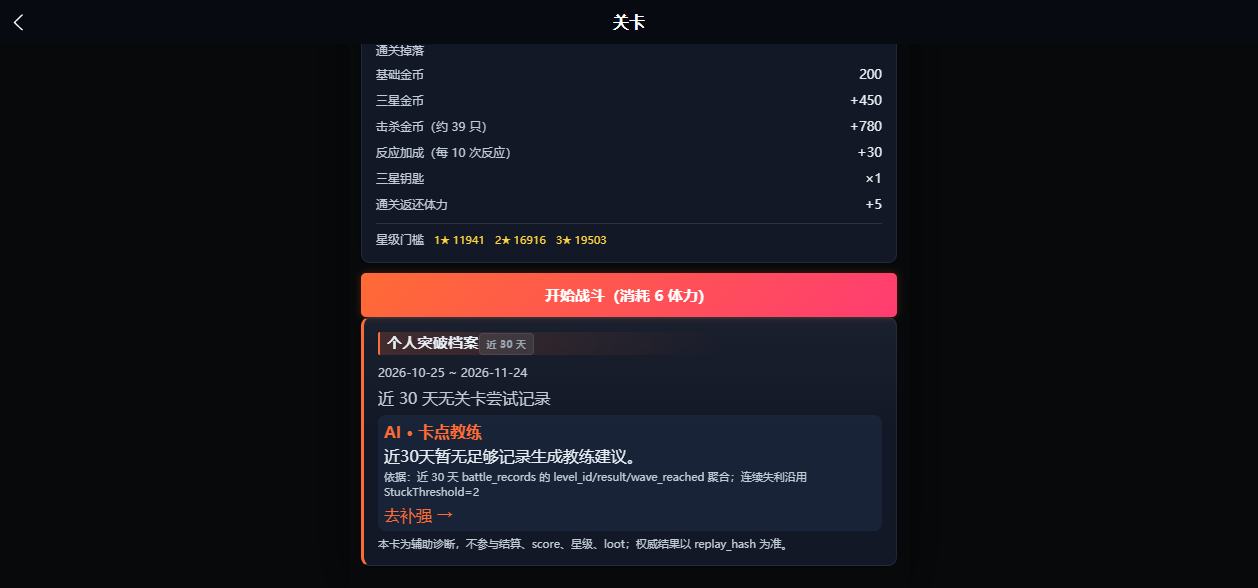 关卡
通关掉落
基础金币 200
三星金币 +450
击杀金币（约 39 只） +780
反应加成（每 10 次反应） +30
三星钥匙 ×1
通关返还体力 +5
星级门槛 1★ 11941 2★ 16916 3★ 19503
开始战斗（消耗 6 体力）
个人突破档案 近 30 天
2026-10-25 ~ 2026-11-24
近 30 天无关卡尝试记录
AI • 卡点教练
近30天暂无足够记录生成教练建议。
依据：近 30 天 battle_records 的 level_id/result/wave_reached 聚合；连续失利沿用
StuckThreshold=2
去补强 →
本卡为辅助诊断，不参与结算、score、星级、loot；权威结果以 replay_hash 为准。